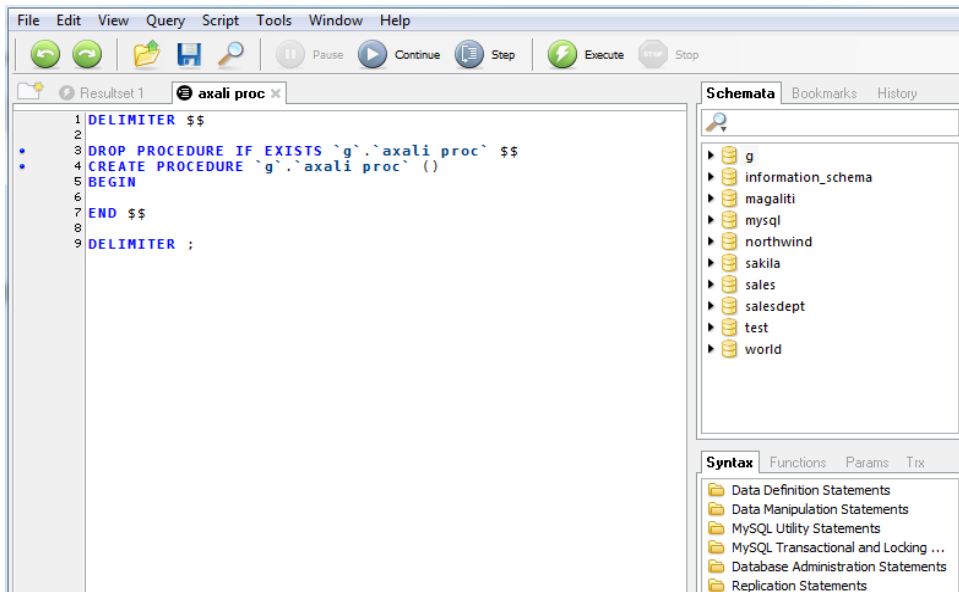 File Edit View Query Script Tools Window Help
Pause Continue Step Execute STOP Stop
Resultset 1 axali proc
1 DELIMITER $$
2
3 DROP PROCEDURE IF EXISTS `g`.`axali proc` $$
4 CREATE PROCEDURE `g`.`axali proc` ()
5 BEGIN
6
7 END $$
8
9 DELIMITER ;
Schemata Bookmarks History
g
information_schema
magaliti
mysql
northwind
sakila
sales
salesdept
test
world
Syntax Functions Params Trx
Data Definition Statements
Data Manipulation Statements
MySQL Utility Statements
MySQL Transactional and Locking ...
Database Administration Statements
Replication Statements